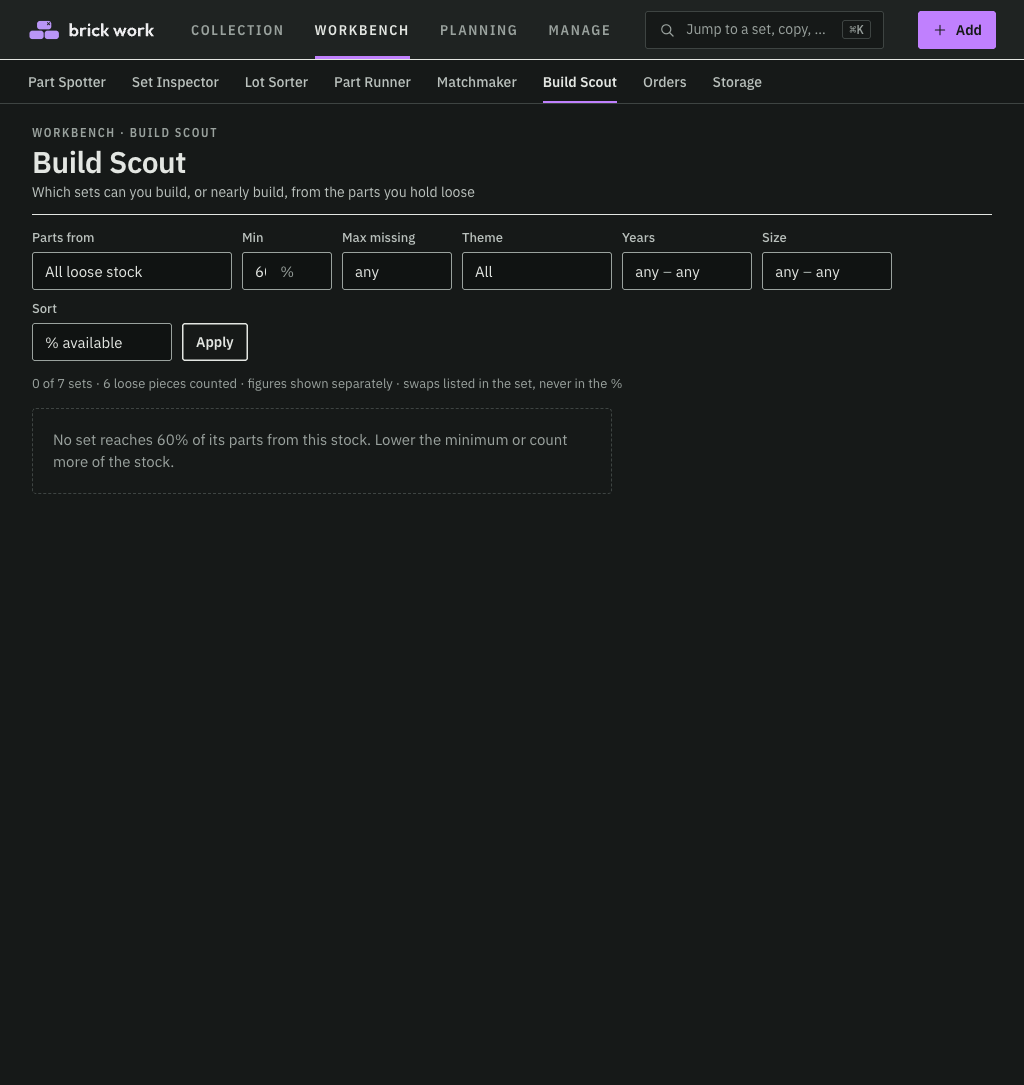 brick work
COLLECTION
WORKBENCH
PLANNING
MANAGE
Jump to a set, copy, ...
⌘K
+ Add
Part Spotter
Set Inspector
Lot Sorter
Part Runner
Matchmaker
Build Scout
Orders
Storage
WORKBENCH · BUILD SCOUT
Build Scout
Which sets can you build, or nearly build, from the parts you hold loose
Parts from
Min
Max missing
Theme
Years
Size
All loose stock
%
any
All
any – any
any – any
Sort
% available
Apply
0 of 7 sets · 6 loose pieces counted · figures shown separately · swaps listed in the set, never in the %
No set reaches 60% of its parts from this stock. Lower the minimum or count
more of the stock.